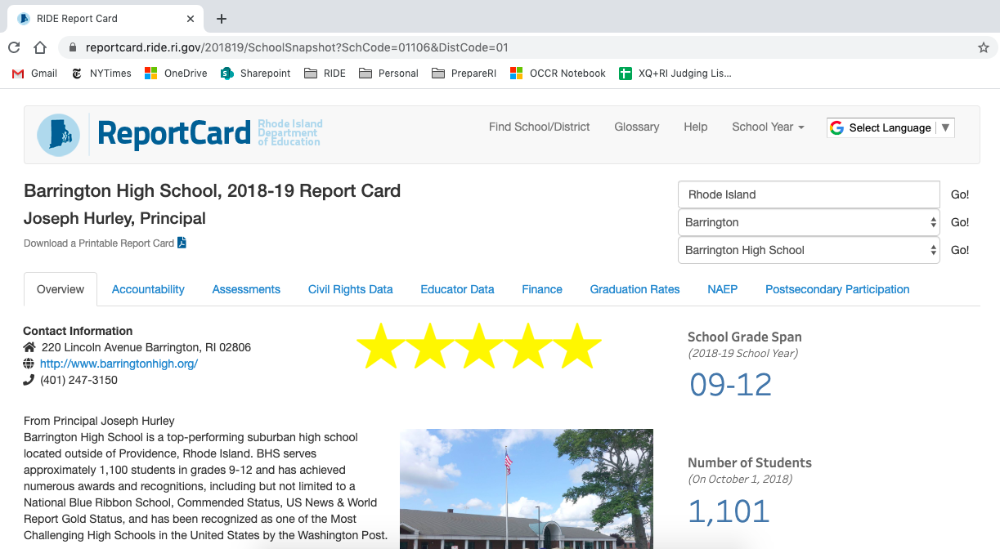 RIDE Report Card
reportcard.ride.ri.gov/201819/SchoolSnapshot?SchCode=01106&DistCode=01
Gmail NYTimes OneDrive Sharepoint RIDE Personal PrepareRI OCCR Notebook XQ+RI Judging Lis...
ReportCard
Rhode Island
Department
of Education
Find School/District Glossary Help School Year Select Language
Barrington High School, 2018-19 Report Card
Joseph Hurley, Principal
Download a Printable Report Card
Rhode Island Go!
Barrington Go!
Barrington High School Go!
Overview Accountability Assessments Civil Rights Data Educator Data Finance Graduation Rates NAEP Postsecondary Participation
Contact Information
220 Lincoln Avenue Barrington, RI 02806
http://www.barringtonhigh.org/
(401) 247-3150
School Grade Span
(2018-19 School Year)
09-12
From Principal Joseph Hurley
Barrington High School is a top-performing suburban high school
located outside of Providence, Rhode Island. BHS serves
approximately 1,100 students in grades 9-12 and has achieved
numerous awards and recognitions, including but not limited to a
National Blue Ribbon School, Commended Status, US News & World
Report Gold Status, and has been recognized as one of the Most
Challenging High Schools in the United States by the Washington Post.
Number of Students
(On October 1, 2018)
1,101